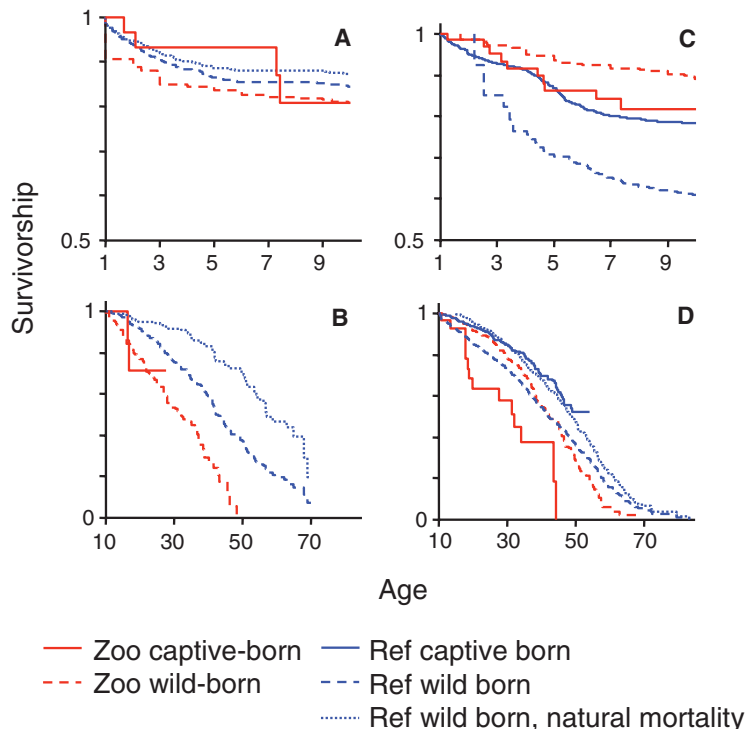 1
A
0.5
1 3 5 7 9
1
C
0.5
1 3 5 7 9
Survivorship
1
B
0
10 30 50 70
1
D
0
10 30 50 70
Age
Zoo captive-born
Zoo wild-born
Ref captive born
Ref wild born
Ref wild born, natural mortality